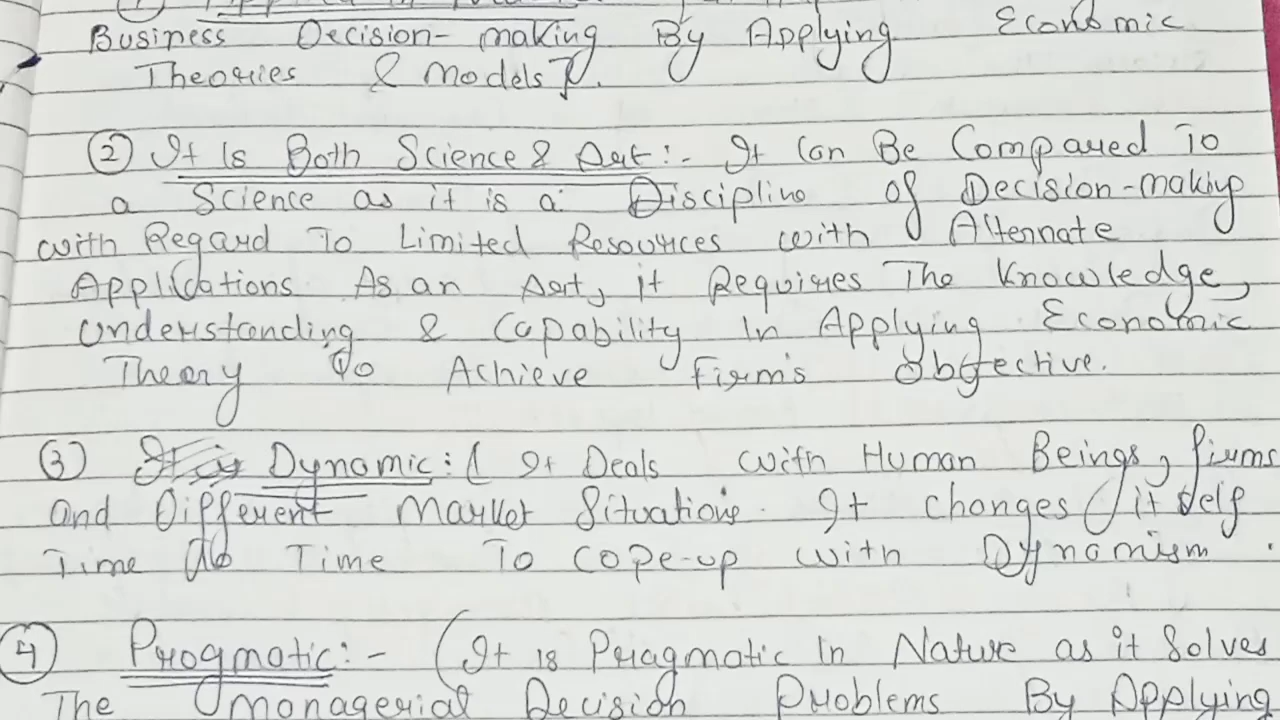 ①
Business Decision-making By Applying Economic
Theories & Models].
② It Is Both Science & Art:- It Can Be Compared To
a Science as it is a Discipline of Decision-making
with Regard To Limited Resources with Alternate
Applications As an Art, it Requires The Knowledge,
Understanding & Capability In Applying Economic
Theory To Achieve Firm's Objective.
③ It is Dynamic:( It Deals with Human Beings, firms
and Different Market Situations. It changes itself
Time To Time To Cope-up with Dynamism.
④ Pragmatic:- (It is Pragmatic In Nature as it Solves
The Managerial Decision Problems By Applying